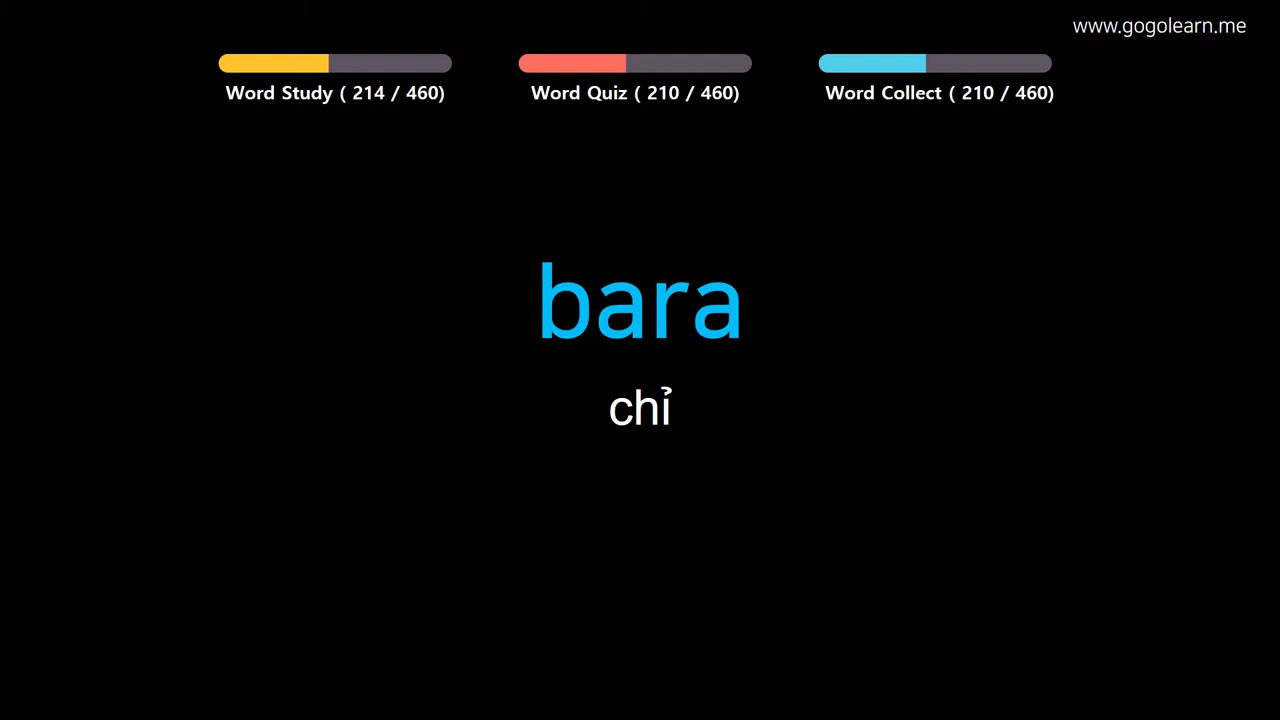 www.gogolearn.me
Word Study ( 214 / 460)
Word Quiz ( 210 / 460)
Word Collect ( 210 / 460)
bara
chỉ